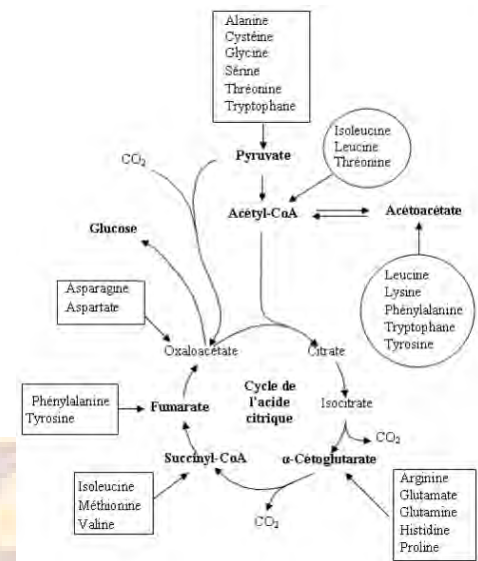 Alanine
Cystéine
Glycine
Sérine
Thréonine
Tryptophane
Isoleucine
Leucine
Thréonine
CO2
Pyruvate
Acétyl-CoA
Acétoacétate
Glucose
Leucine
Lysine
Phénylalanine
Tryptophane
Tyrosine
Asparagine
Aspartate
Oxaloacétate
Citrate
Cycle de
l'acide
citrique
Phénylalanine
Tyrosine
Fumarate
Isocitrate
CO2
Succinyl-CoA
α-Cétoglutarate
Isoleucine
Méthionine
Valine
CO2
Arginine
Glutamate
Glutamine
Histidine
Proline